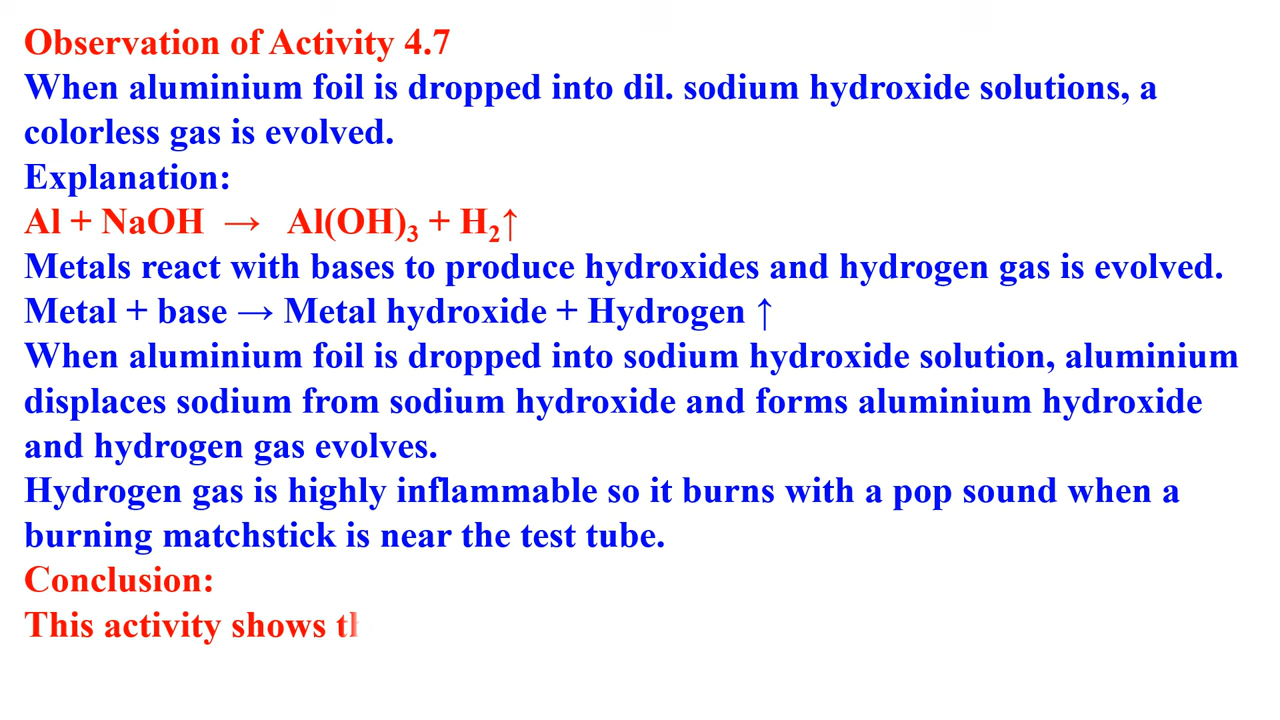 Observation of Activity 4.7
When aluminium foil is dropped into dil. sodium hydroxide solutions, a
colorless gas is evolved.
Explanation:
Al + NaOH → Al(OH)₃ + H₂↑
Metals react with bases to produce hydroxides and hydrogen gas is evolved.
Metal + base → Metal hydroxide + Hydrogen ↑
When aluminium foil is dropped into sodium hydroxide solution, aluminium
displaces sodium from sodium hydroxide and forms aluminium hydroxide
and hydrogen gas evolves.
Hydrogen gas is highly inflammable so it burns with a pop sound when a
burning matchstick is near the test tube.
Conclusion:
This activity shows